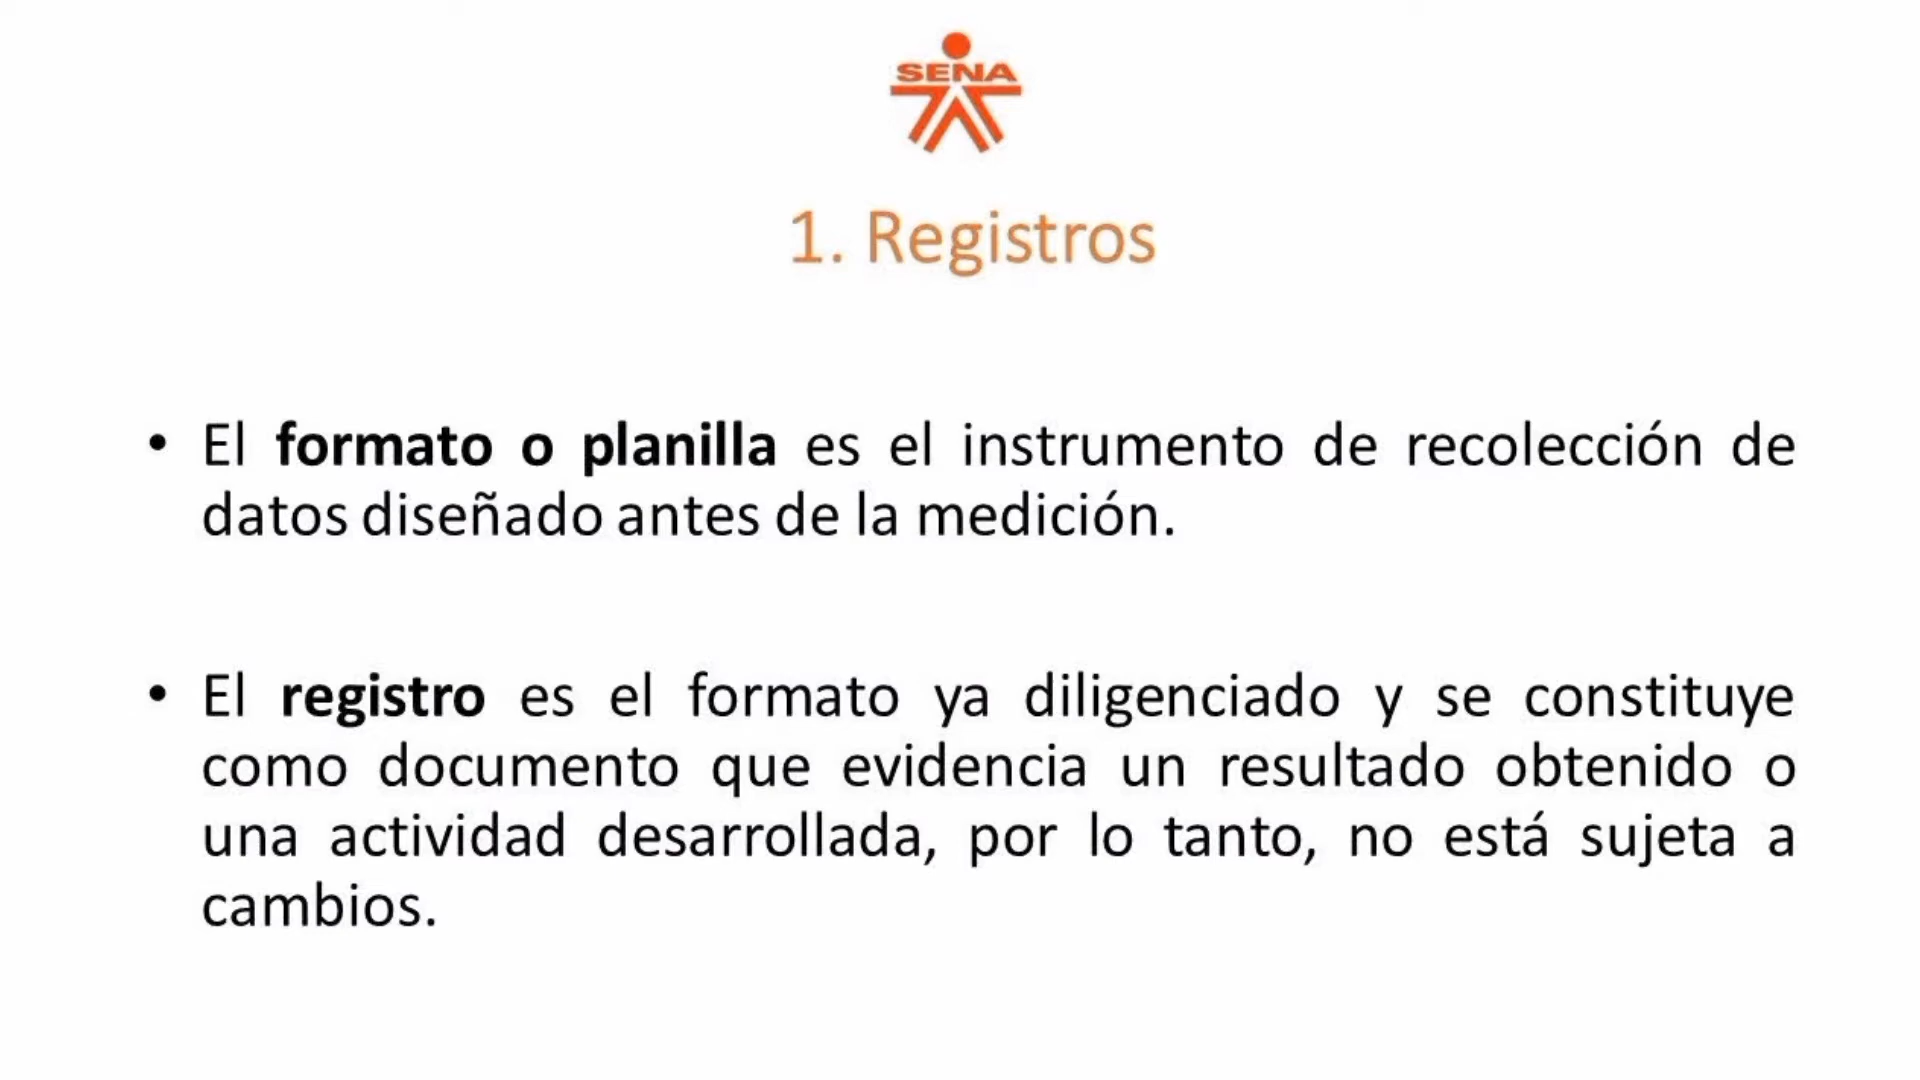 SENA
1. Registros
• El formato o planilla es el instrumento de recolección de
datos diseñado antes de la medición.
• El registro es el formato ya diligenciado y se constituye
como documento que evidencia un resultado obtenido o
una actividad desarrollada, por lo tanto, no está sujeta a
cambios.